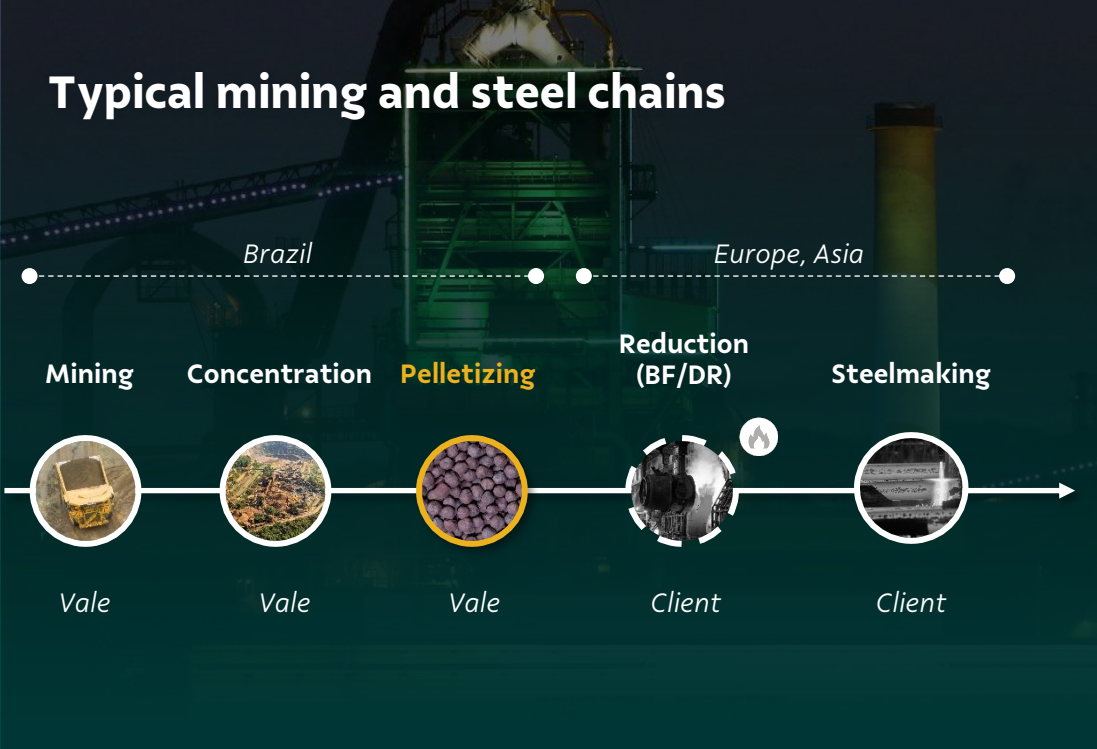 Typical mining and steel chains
Brazil
Europe, Asia
Mining
Concentration
Pelletizing
Reduction
(BF/DR)
Steelmaking
Vale
Vale
Vale
Client
Client